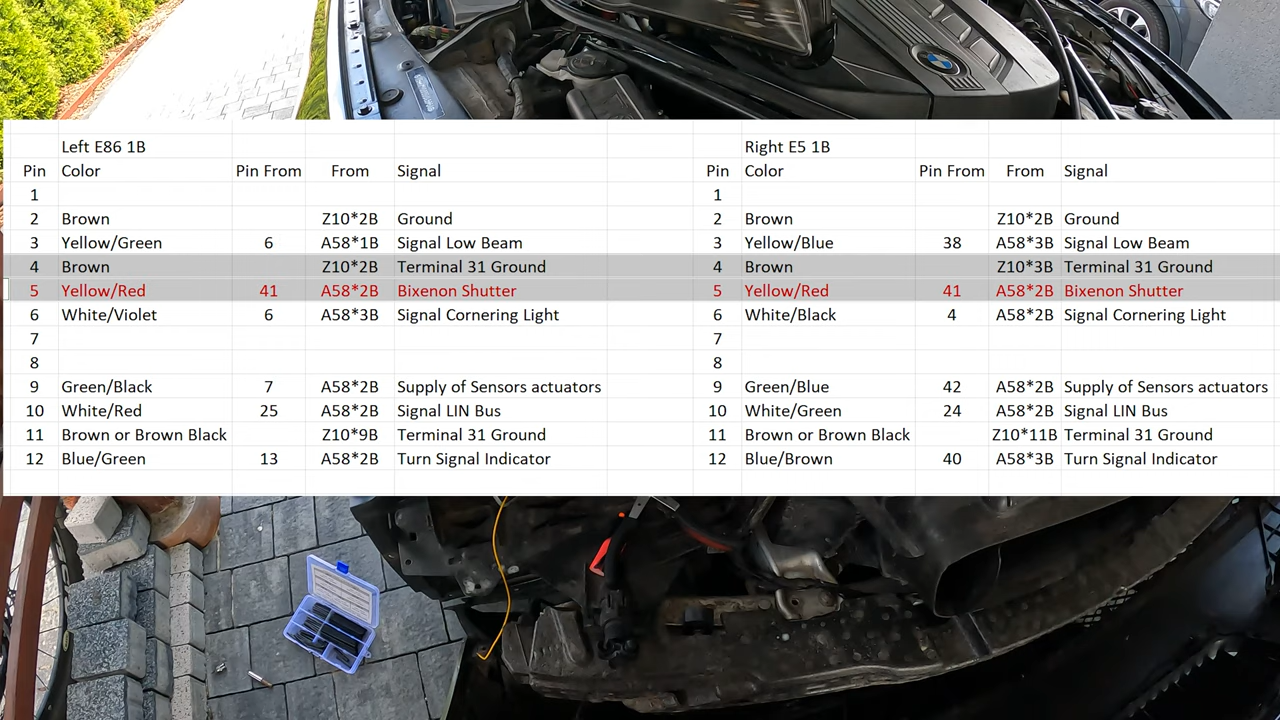 Left E86 1B Right E5 1B
Pin Color Pin From From Signal Pin Color Pin From From Signal
1 1
2 Brown Z10*2B Ground 2 Brown Z10*2B Ground
3 Yellow/Green 6 A58*1B Signal Low Beam 3 Yellow/Blue 38 A58*3B Signal Low Beam
4 Brown Z10*2B Terminal 31 Ground 4 Brown Z10*3B Terminal 31 Ground
5 Yellow/Red 41 A58*2B Bixenon Shutter 5 Yellow/Red 41 A58*2B Bixenon Shutter
6 White/Violet 6 A58*3B Signal Cornering Light 6 White/Black 4 A58*2B Signal Cornering Light
7 7
8 8
9 Green/Black 7 A58*2B Supply of Sensors actuators 9 Green/Blue 42 A58*2B Supply of Sensors actuators
10 White/Red 25 A58*2B Signal LIN Bus 10 White/Green 24 A58*2B Signal LIN Bus
11 Brown or Brown Black Z10*9B Terminal 31 Ground 11 Brown or Brown Black Z10*11B Terminal 31 Ground
12 Blue/Green 13 A58*2B Turn Signal Indicator 12 Blue/Brown 40 A58*3B Turn Signal Indicator